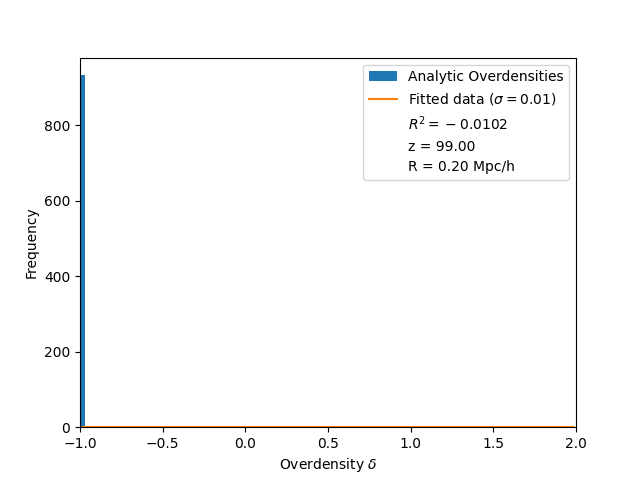 Analytic Overdensities
Fitted data (σ = 0.01)
R² = −0.0102
z = 99.00
R = 0.20 Mpc/h
Frequency
800
600
400
200
0
−1.0 −0.5 0.0 0.5 1.0 1.5 2.0
Overdensity δ